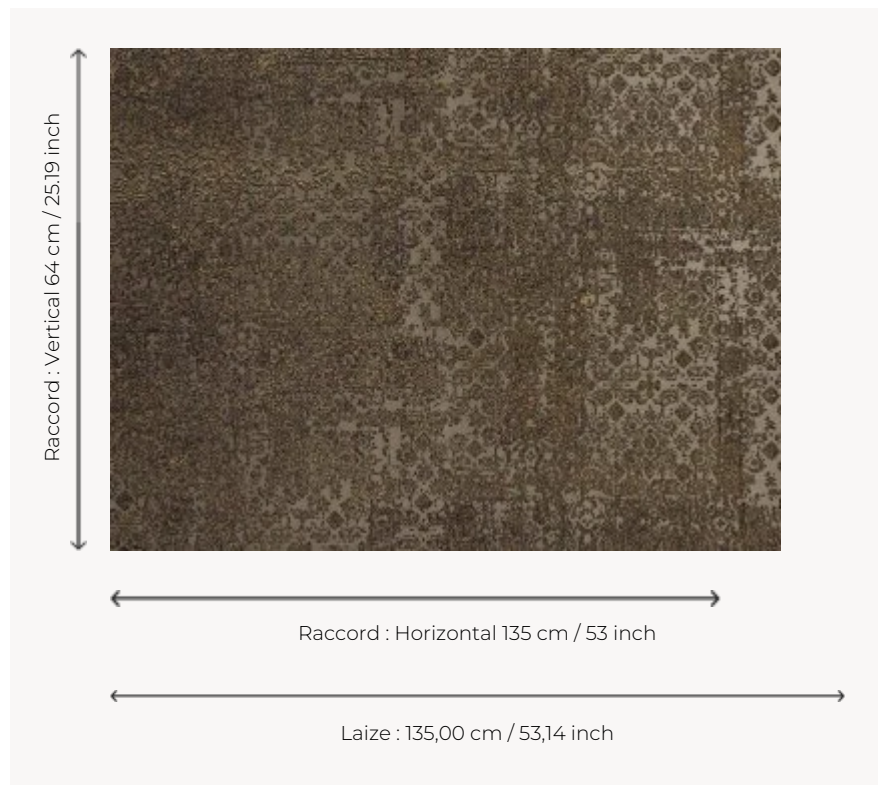 Raccord : Vertical 64 cm / 25.19 inch
Raccord : Horizontal 135 cm / 53 inch
Laize : 135,00 cm / 53,14 inch